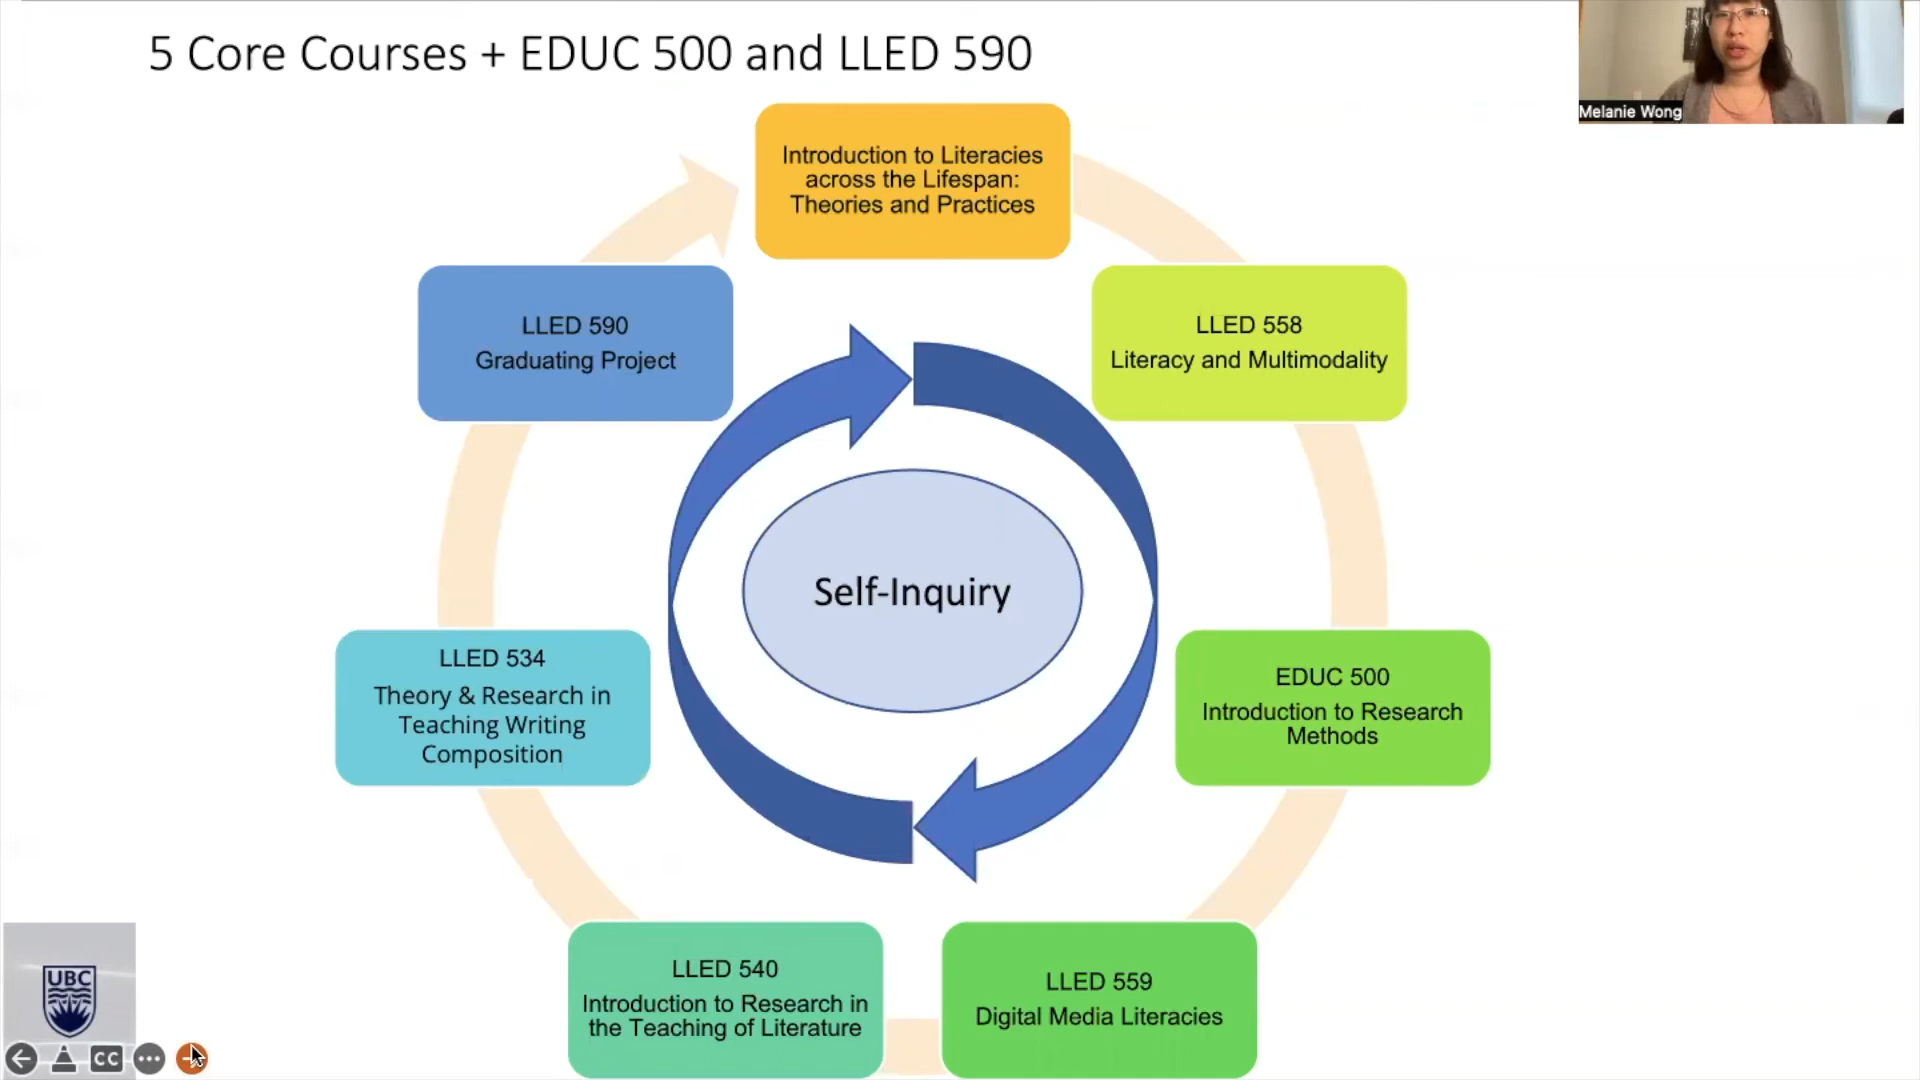 5 Core Courses + EDUC 500 and LLED 590
Melanie Wong
Introduction to Literacies
across the Lifespan:
Theories and Practices
LLED 590
Graduating Project
LLED 558
Literacy and Multimodality
Self-Inquiry
LLED 534
Theory & Research in
Teaching Writing
Composition
EDUC 500
Introduction to Research
Methods
LLED 540
Introduction to Research in
the Teaching of Literature
LLED 559
Digital Media Literacies
UBC
CC